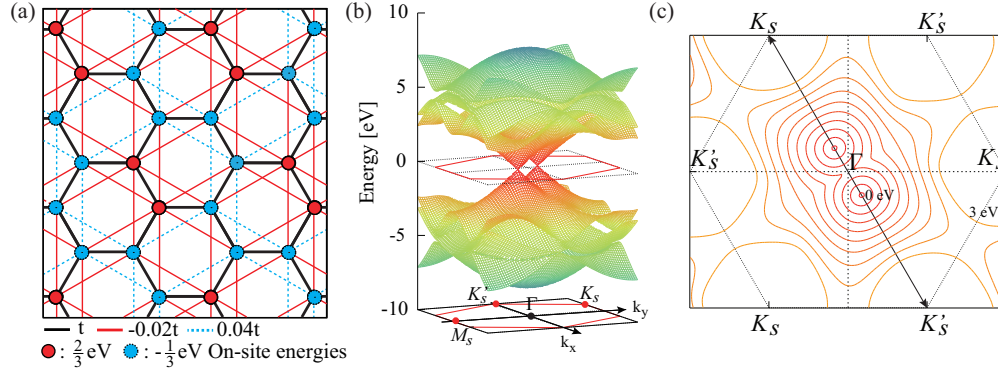 (a)
t -0.02t 0.04t
: 2/3 eV : -1/3 eV On-site energies
(b)
Energy [eV]
10
5
0
-5
-10
K's
Γ
Ks
Ms
ky
kx
(c)
Ks K's
K's Γ Ks
0 eV
3 eV
Ks K's